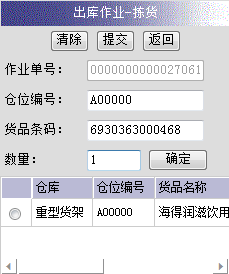 出库作业-拣货
清除 提交 返回
作业单号: 0000000000027061
仓位编号: A00000
货品条码: 6930363000468
数量: 1 确定
仓库 仓位编号 货品名称
重型货架 A00000 海得润滋饮用